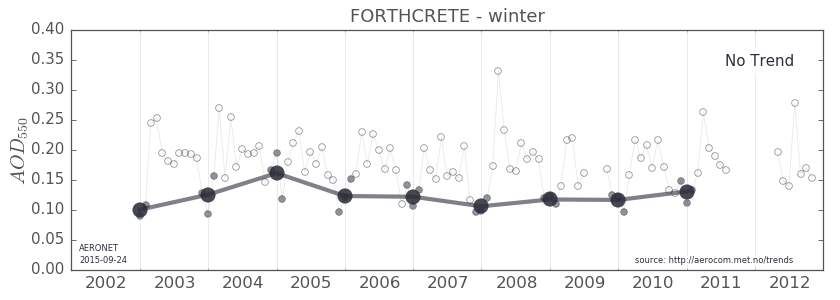 FORTHCRETE - winter
0.40
0.35
0.30
0.25
0.20
0.15
0.10
0.05
0.00
AOD550
No Trend
AERONET
2015-09-24
source: http://aerocom.met.no/trends
2002 2003 2004 2005 2006 2007 2008 2009 2010 2011 2012